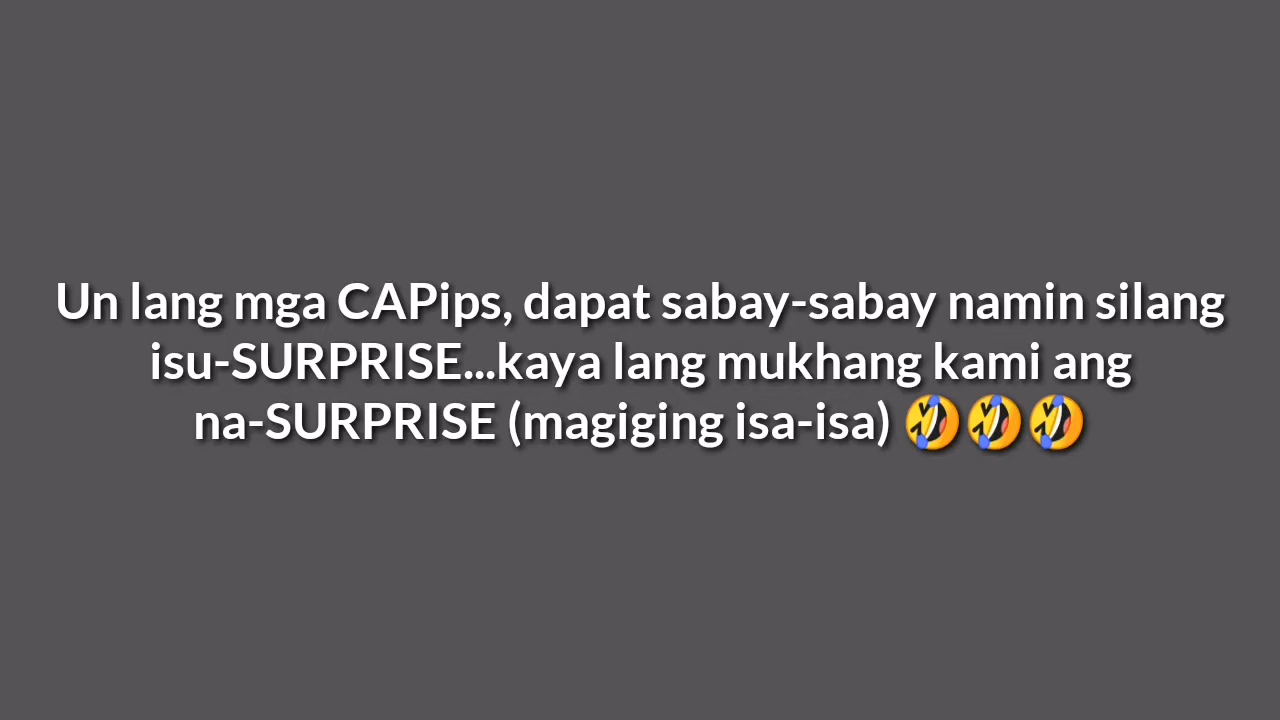 Un lang mga CAPips, dapat sabay-sabay namin silang
isu-SURPRISE...kaya lang mukhang kami ang
na-SURPRISE (magiging isa-isa) 🤣🤣🤣